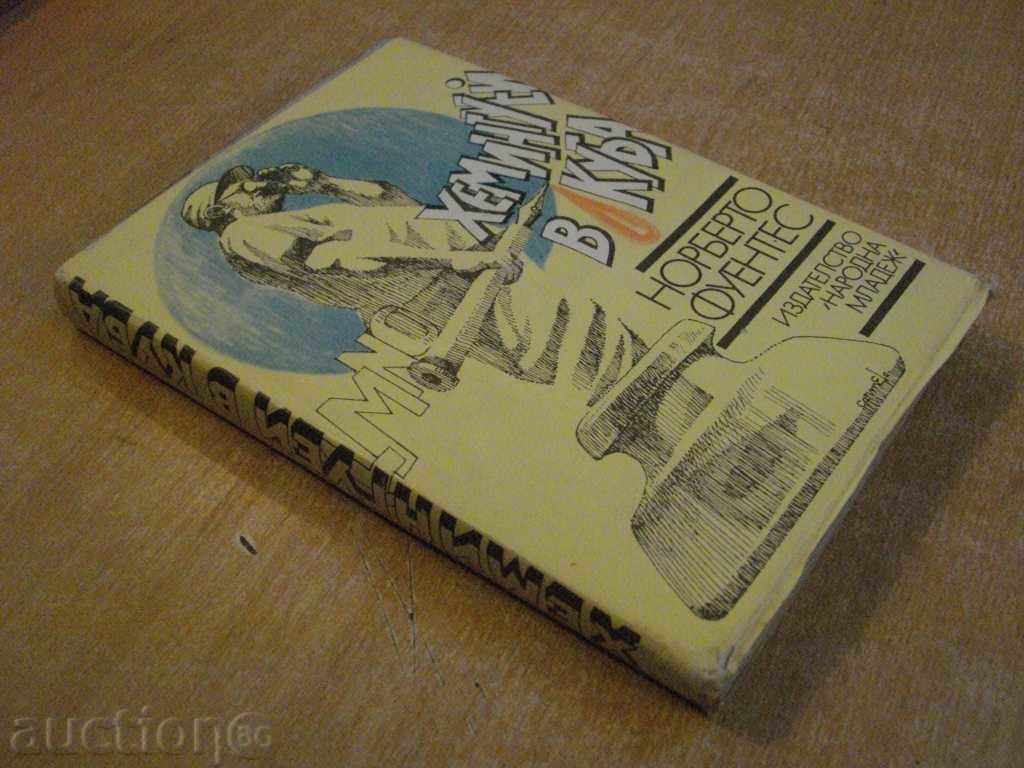 ХЕМИНГУЕЙ
В КУБА
НОРБЕРТО
ФУЕНТЕС
ИЗДАТЕЛСТВО
„НАРОДНА
МЛАДЕЖ“
ХЕМИНГУЕЙ В КУБА
auction.BG